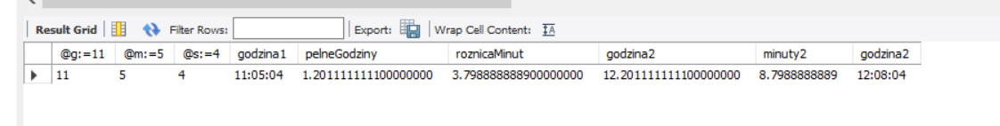 Result Grid Filter Rows: Export: Wrap Cell Content:
@g:=11 @m:=5 @s:=4 godzina1 pelneGodziny roznicaMinut godzina2 minuty2 godzina2
11 5 4 11:05:04 1.201111111100000000 3.798888888900000000 12.201111111100000000 8.7988888889 12:08:04